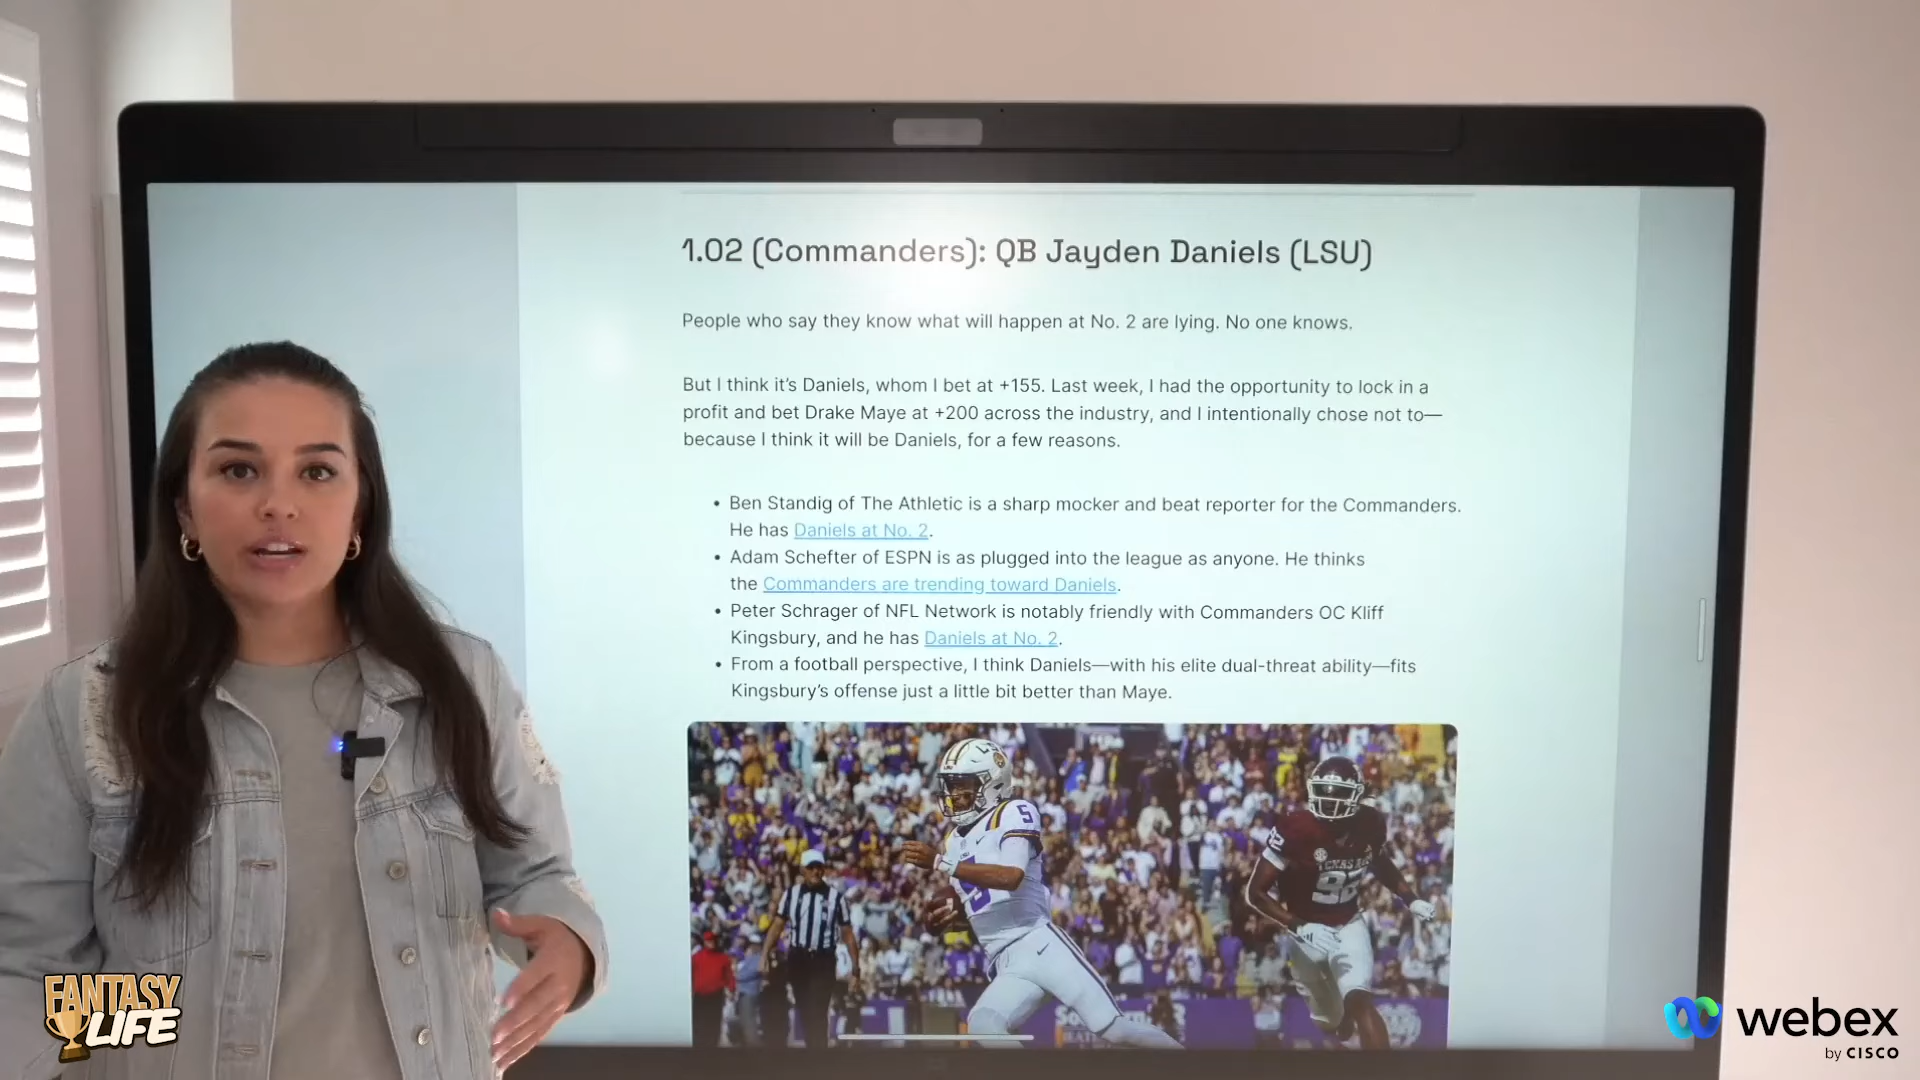 1.02 (Commanders): QB Jayden Daniels (LSU)
People who say they know what will happen at No. 2 are lying. No one knows.
But I think it's Daniels, whom I bet at +155. Last week, I had the opportunity to lock in a
profit and bet Drake Maye at +200 across the industry, and I intentionally chose not to—
because I think it will be Daniels, for a few reasons.
• Ben Standig of The Athletic is a sharp mocker and beat reporter for the Commanders.
He has Daniels at No. 2.
• Adam Schefter of ESPN is as plugged into the league as anyone. He thinks
the Commanders are trending toward Daniels.
• Peter Schrager of NFL Network is notably friendly with Commanders OC Kliff
Kingsbury, and he has Daniels at No. 2.
• From a football perspective, I think Daniels—with his elite dual-threat ability—fits
Kingsbury's offense just a little bit better than Maye.
5
5
92
FANTASY
LIFE
webex
by CISCO